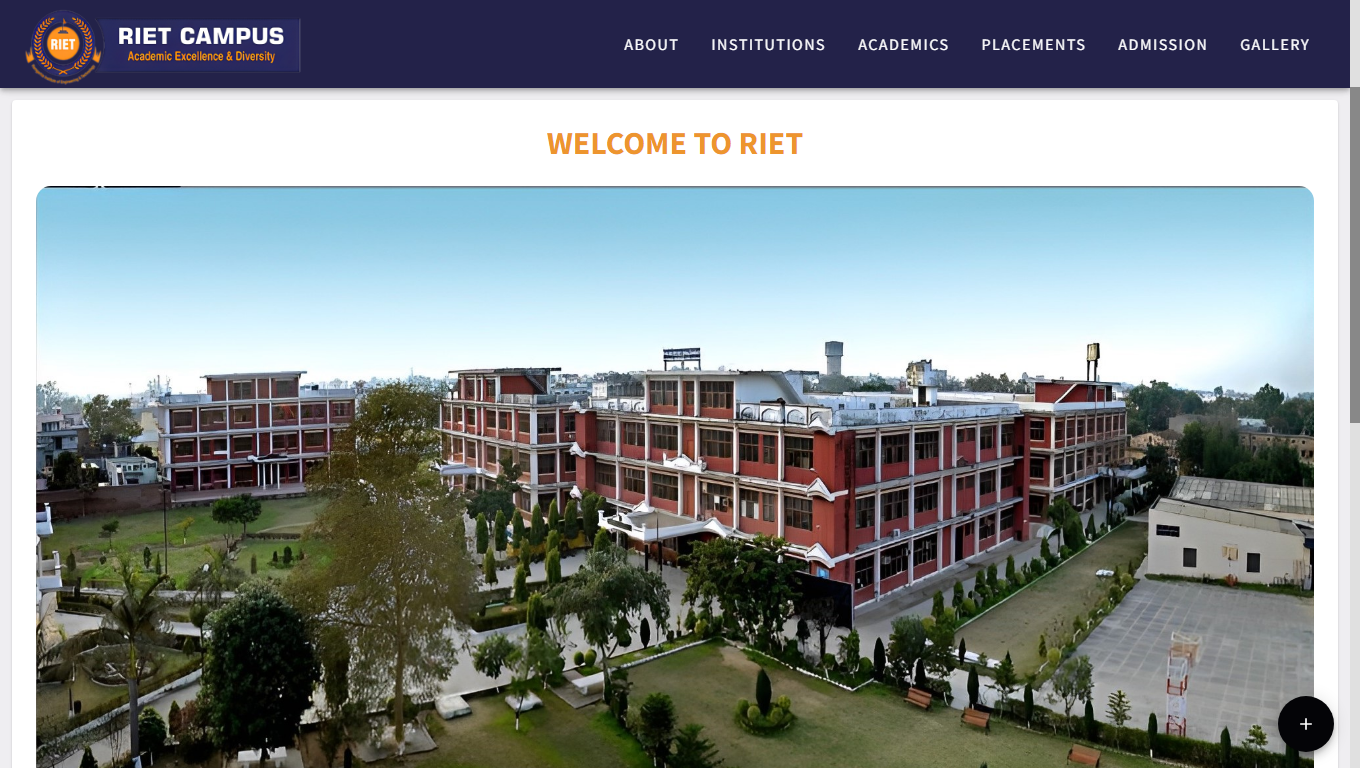 RIET
RIET CAMPUS
Academic Excellence & Diversity
ABOUT
INSTITUTIONS
ACADEMICS
PLACEMENTS
ADMISSION
GALLERY
WELCOME TO RIET
+